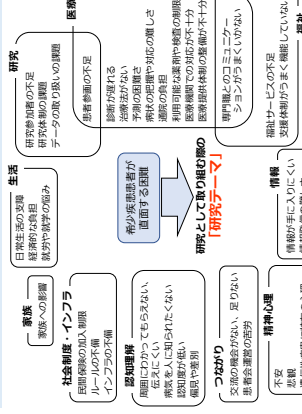 研究
研究参加者の不足
研究体制の課題
データの取り扱いの課題
患者参画の不足
診断が遅れる
治療法がない
予測の困難さ
病状の把握や対応の難しさ
通院の負担
利用可能な薬剤や検査の制限
医療機関での対応が不十分
医療提供体制の整備が不十分
専門職とのコミュニケー
ションがうまくいかない
福祉サービスの不足
支援体制がうまく機能していない
生活
日常生活の支障
経済的な負担
就労や就学の悩み
希少疾患患者が
直面する困難
研究として取り組む際の
「研究テーマ」
情報
情報が手に入りにくい
家族
家族への影響
社会制度・インフラ
民間保険の加入制限
ルールの不備
インフラの不備
認知理解
周囲にわかってもらえない、
伝えにくい
病気を人に知られたくない
認知度が低い
偏見や差別
つながり
交流の機会がない、足りない
患者会運営の苦労
精神心理
不安
悲観